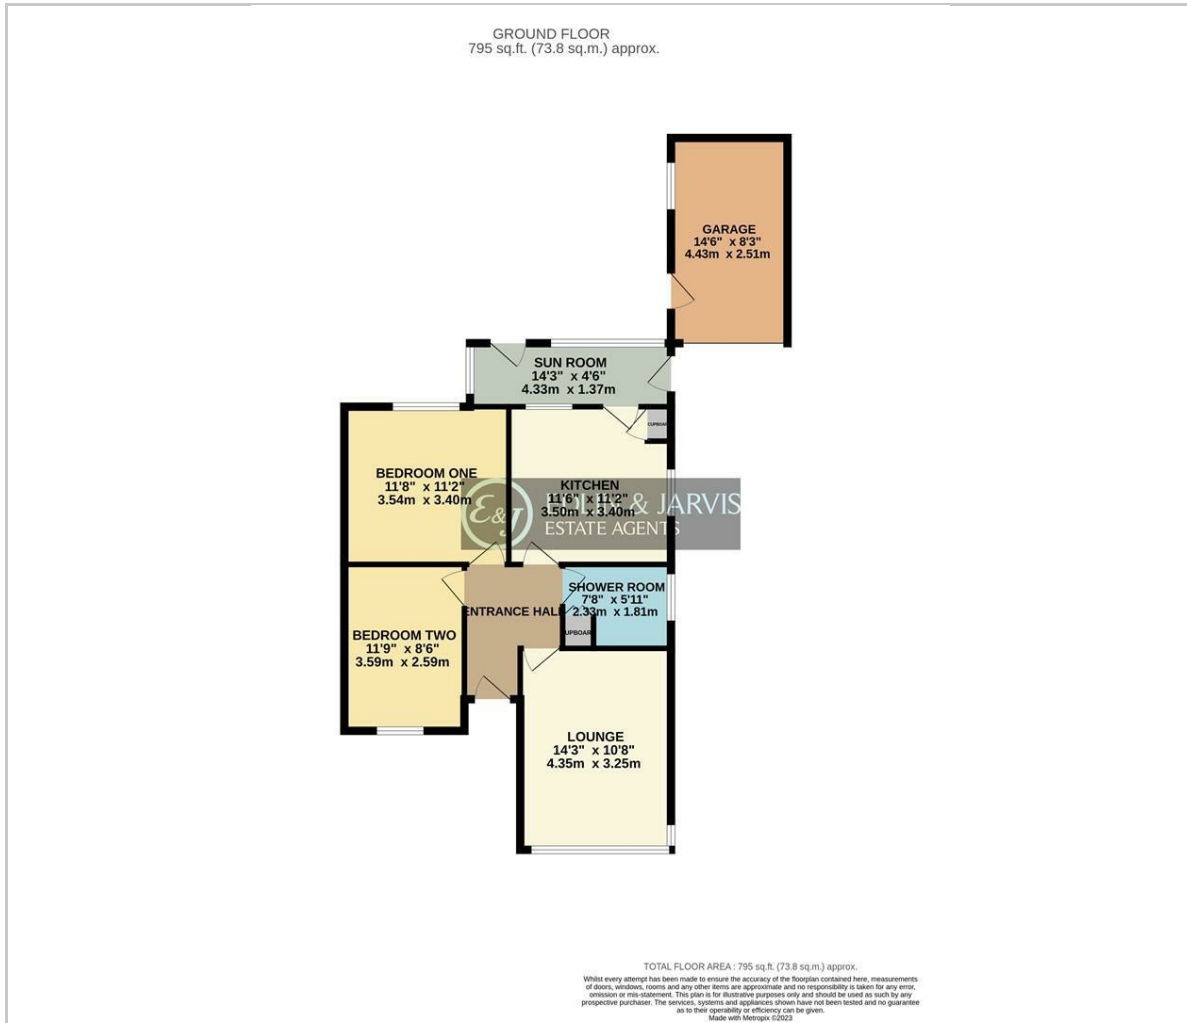 GROUND FLOOR
795 sq.ft. (73.8 sq.m.) approx.
GARAGE
14'6" x 8'3"
4.43m x 2.51m
SUN ROOM
14'3" x 4'6"
4.33m x 1.37m
CUPBOAR
BEDROOM ONE
11'8" x 11'2"
3.54m x 3.40m
KITCHEN
11'6" x 11'2"
3.50m x 3.40m
E&J
& JARVIS
ESTATE AGENTS
SHOWER ROOM
7'8" x 5'11"
2.33m x 1.81m
UPBOAR
ENTRANCE HALL
BEDROOM TWO
11'9" x 8'6"
3.59m x 2.59m
LOUNGE
14'3" x 10'8"
4.35m x 3.25m
TOTAL FLOOR AREA : 795 sq.ft. (73.8 sq.m.) approx.
Whilst every attempt has been made to ensure the accuracy of the floorplan contained here, measurements
of doors, windows, rooms and any other items are approximate and no responsibility is taken for any error,
omission or mis-statement. This plan is for illustrative purposes only and should be used as such by any
prospective purchaser. The services, systems and appliances shown have not been tested and no guarantee
as to their operability or efficiency can be given.
Made with Metropix ©2023